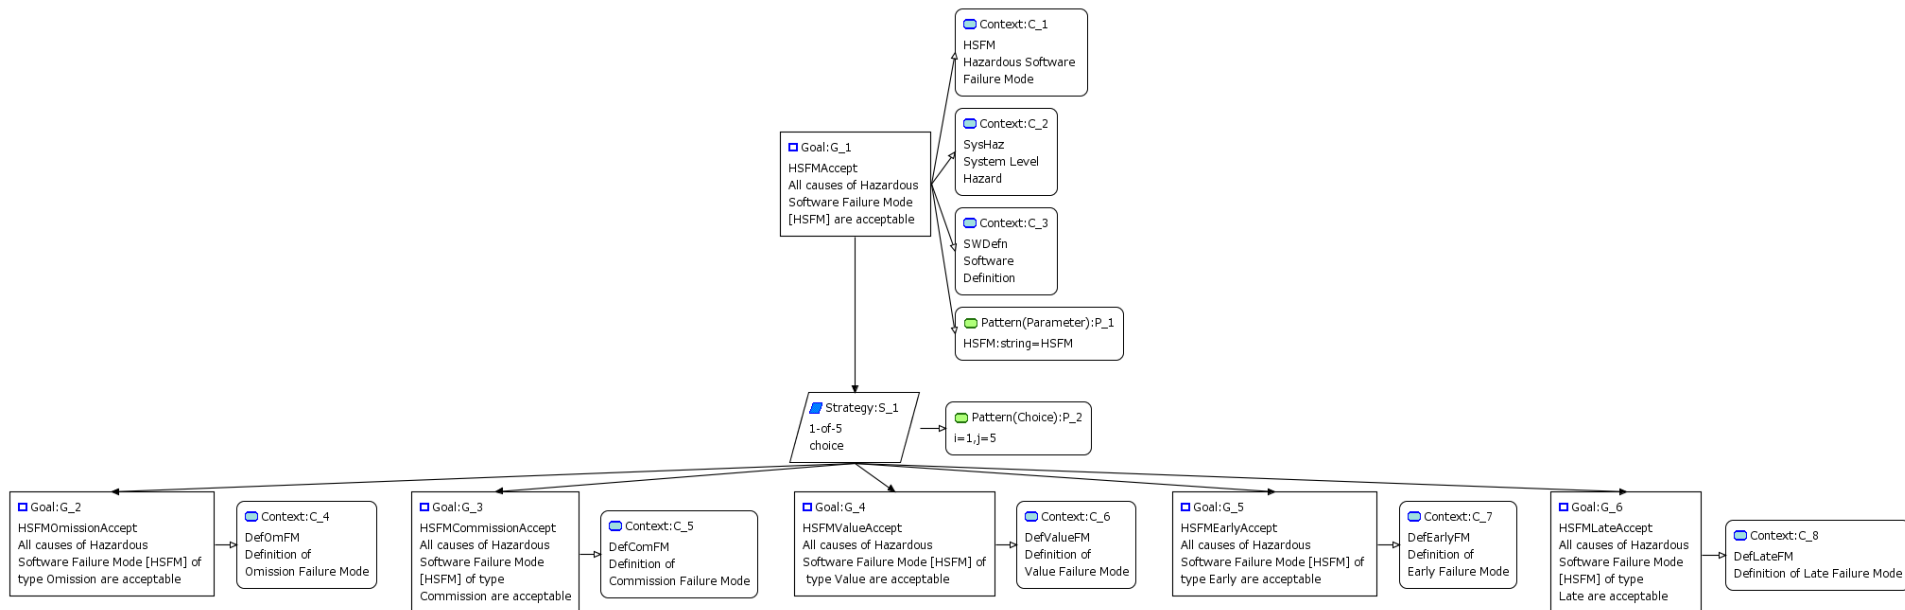 Context:C_1
HSFM
Hazardous Software
Failure Mode
Context:C_2
SysHaz
System Level
Hazard
Goal:G_1
HSFMAccept
All causes of Hazardous
Software Failure Mode
[HSFM] are acceptable
Context:C_3
SWDefn
Software
Definition
Pattern(Parameter):P_1
HSFM:string=HSFM
Strategy:S_1
1-of-5
choice
Pattern(Choice):P_2
i=1,j=5
Goal:G_2
HSFMOmissionAccept
All causes of Hazardous
Software Failure Mode [HSFM] of
type Omission are acceptable
Context:C_4
DefOmFM
Definition of
Omission Failure Mode
Goal:G_3
HSFMCommissionAccept
All causes of Hazardous
Software Failure Mode
[HSFM] of type
Commission are acceptable
Context:C_5
DefComFM
Definition of
Commission Failure Mode
Goal:G_4
HSFMValueAccept
All causes of Hazardous
Software Failure Mode [HSFM] of
type Value are acceptable
Context:C_6
DefValueFM
Definition of
Value Failure Mode
Goal:G_5
HSFMEarlyAccept
All causes of Hazardous
Software Failure Mode [HSFM] of
type Early are acceptable
Context:C_7
DefEarlyFM
Definition of
Early Failure Mode
Goal:G_6
HSFMLateAccept
All causes of Hazardous
Software Failure Mode
[HSFM] of type
Late are acceptable
Context:C_8
DefLateFM
Definition of Late Failure Mode